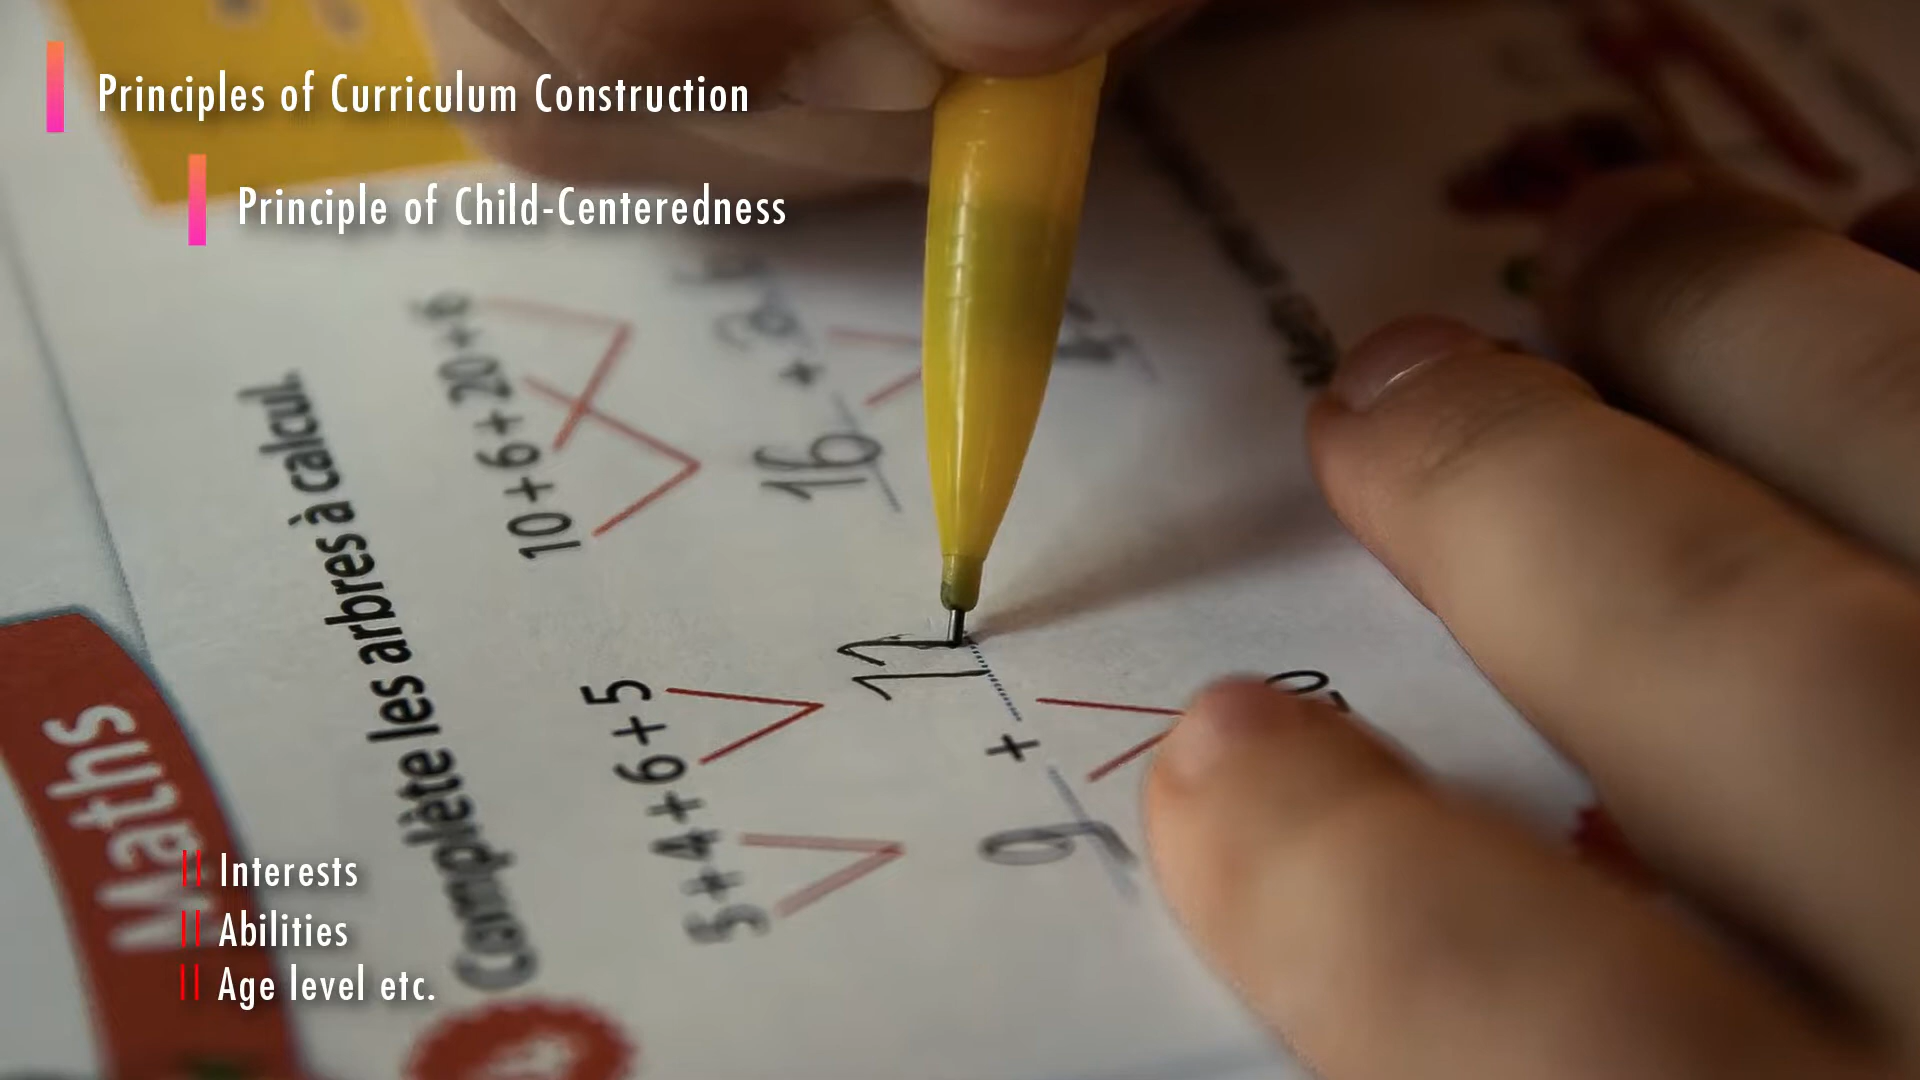 Principles of Curriculum Construction
Principle of Child-Centeredness
Maths
Complète les arbres à calcul.
5+4+6+5
9 + 11
10+6+20+8
16 +
|| Interests
|| Abilities
|| Age level etc.